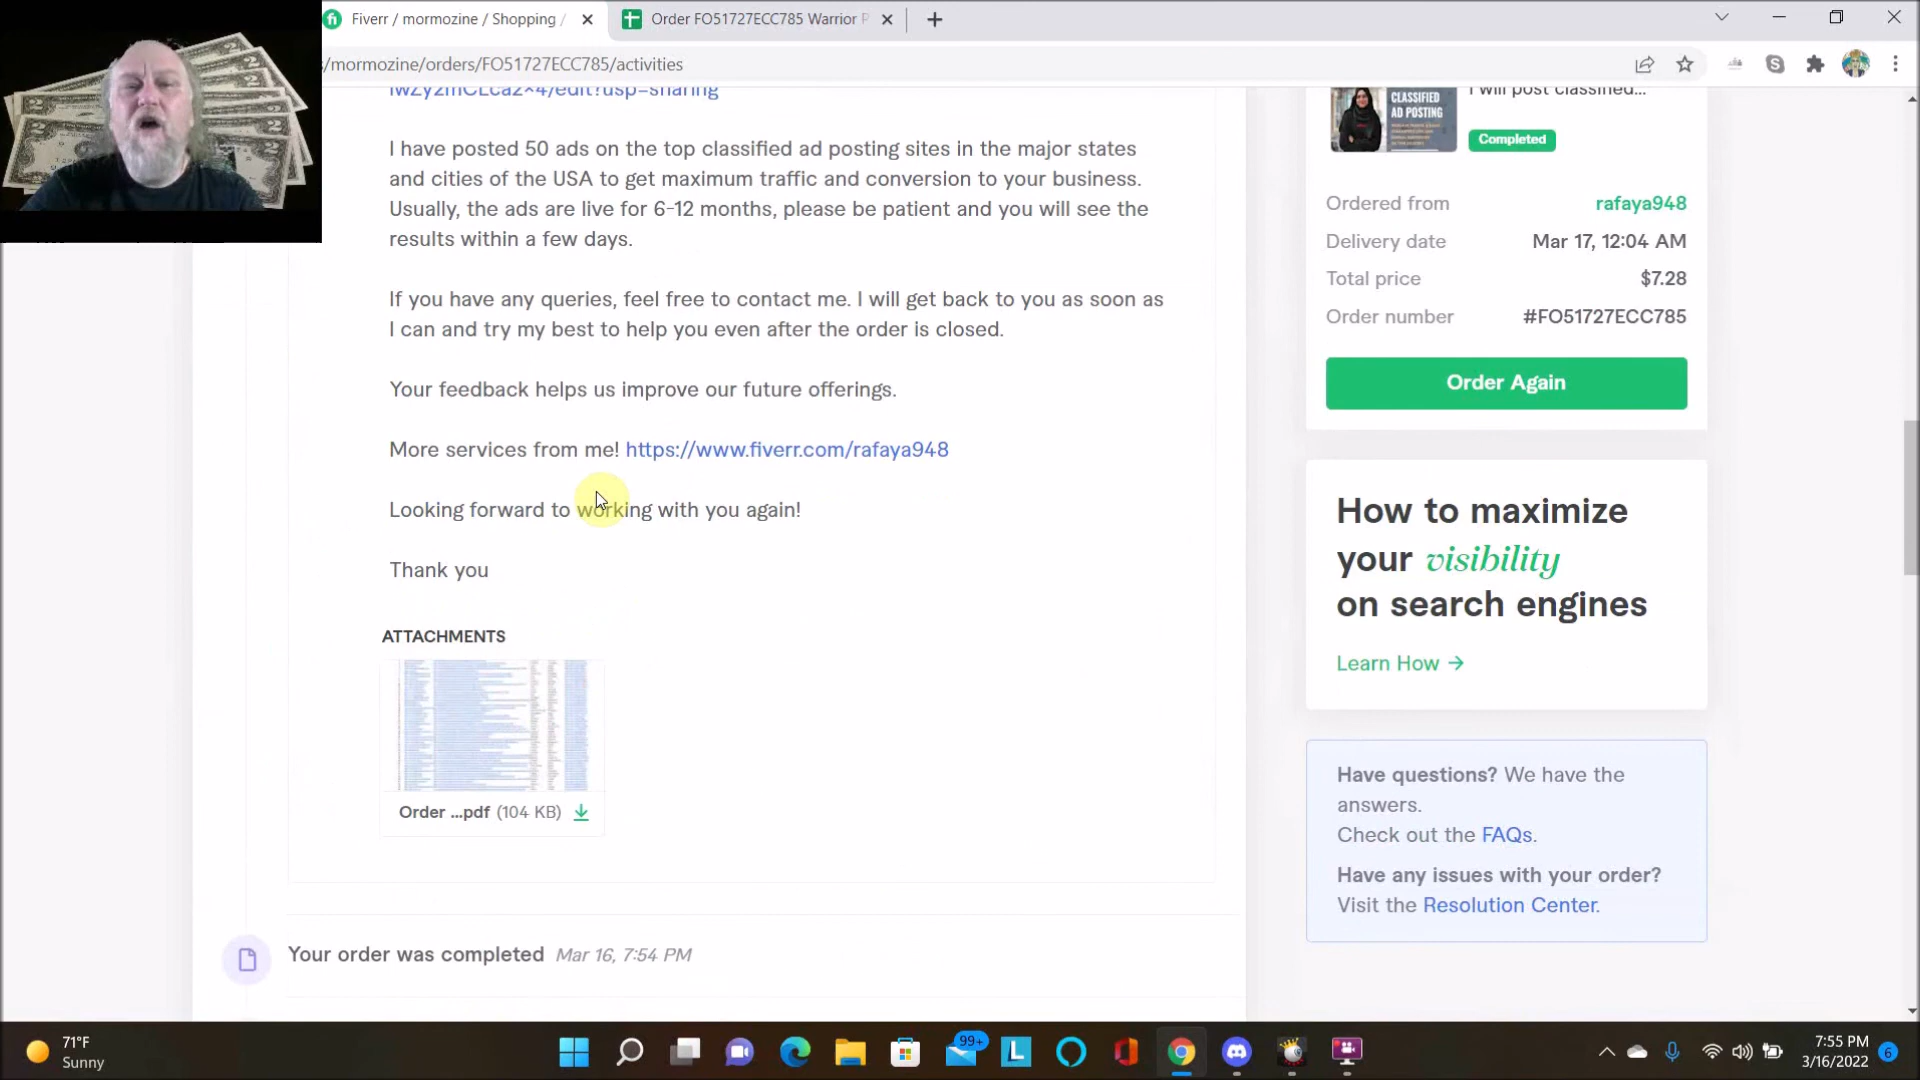 Fiverr / mormozine / Shopping /
Order FO51727ECC785 Warrior
/mormozine/orders/FO51727ECC785/activities
I have posted 50 ads on the top classified ad posting sites in the major states
and cities of the USA to get maximum traffic and conversion to your business.
Usually, the ads are live for 6-12 months, please be patient and you will see the
results within a few days.
If you have any queries, feel free to contact me. I will get back to you as soon as
I can and try my best to help you even after the order is closed.
Your feedback helps us improve our future offerings.
More services from me! https://www.fiverr.com/rafaya948
Looking forward to working with you again!
Thank you
ATTACHMENTS
Order ...pdf (104 KB)
Your order was completed Mar 16, 7:54 PM
CLASSIFIED
AD POSTING
I will post classified...
Completed
Ordered from rafaya948
Delivery date Mar 17, 12:04 AM
Total price $7.28
Order number #FO51727ECC785
Order Again
How to maximize
your visibility
on search engines
Learn How →
Have questions? We have the
answers.
Check out the FAQs.
Have any issues with your order?
Visit the Resolution Center.
71°F
Sunny
99+
7:55 PM
3/16/2022
6